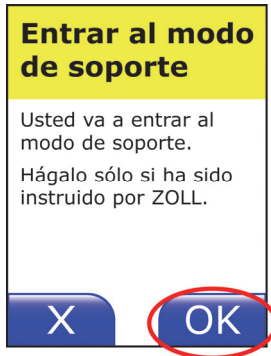 Entrar al modo
de soporte
Usted va a entrar al
modo de soporte.
Hágalo sólo si ha sido
instruido por ZOLL.
X
OK